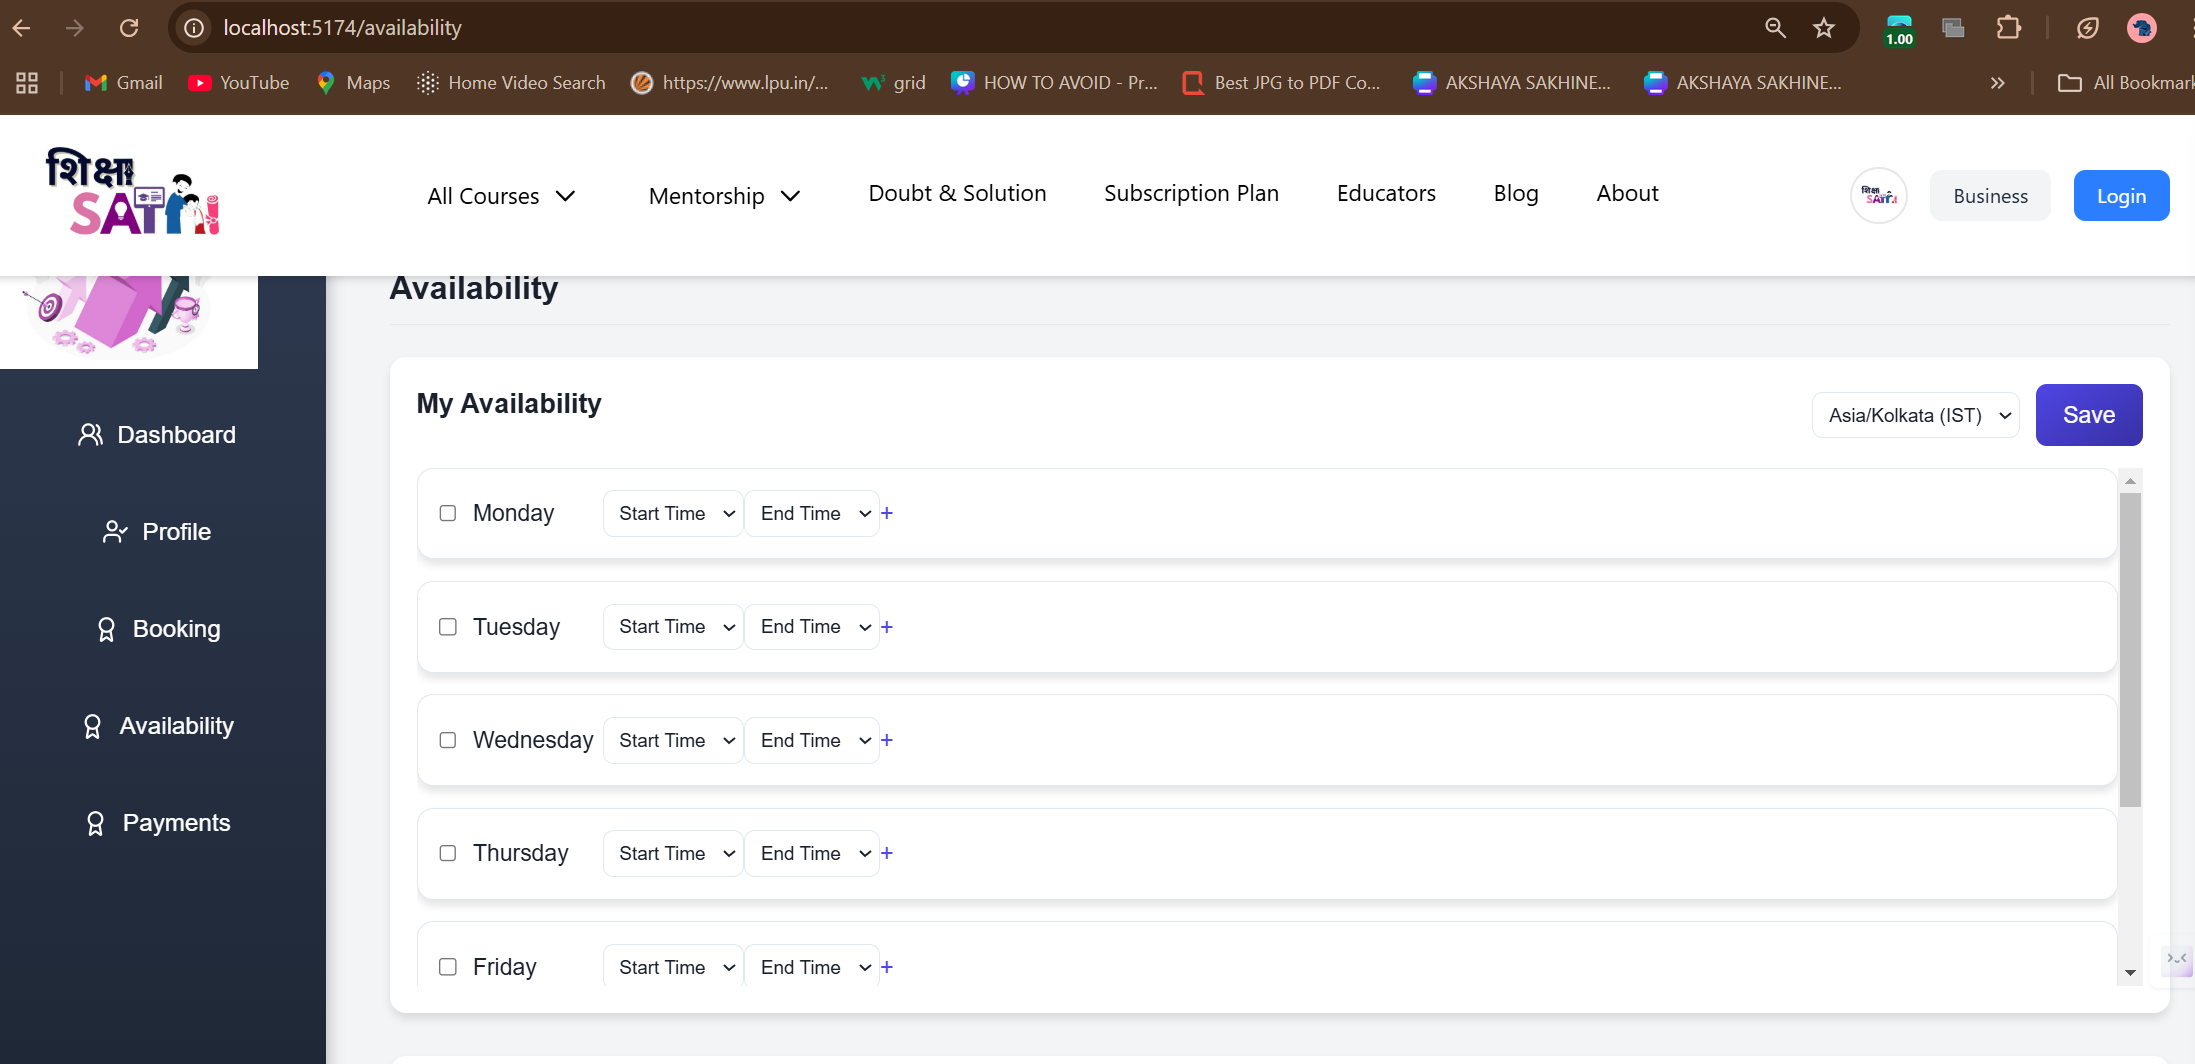 localhost:5174/availability
1.00
Gmail
YouTube
Maps
Home Video Search
https://www.lpu.in/...
grid
HOW TO AVOID - Pr...
Best JPG to PDF Co...
AKSHAYA SAKHINE...
AKSHAYA SAKHINE...
All Bookmark
शिक्षा
SATHI
All Courses
Mentorship
Doubt & Solution
Subscription Plan
Educators
Blog
About
Business
Login
Dashboard
Profile
Booking
Availability
Payments
Availability
My Availability
Asia/Kolkata (IST)
Save
Monday Start Time End Time +
Tuesday Start Time End Time +
Wednesday Start Time End Time +
Thursday Start Time End Time +
Friday Start Time End Time +